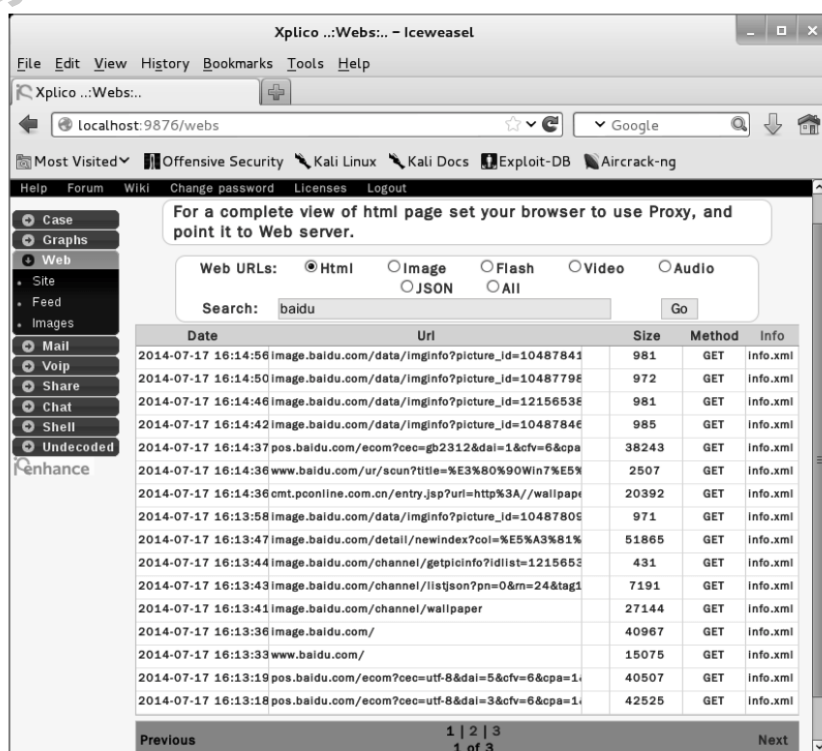 Xplico ..:Webs:.. – Iceweasel
File Edit View History Bookmarks Tools Help
Xplico ..:Webs:..
localhost:9876/webs
Google
Most Visited Offensive Security Kali Linux Kali Docs Exploit-DB Aircrack-ng
Help Forum Wiki Change password Licenses Logout
Case
Graphs
Web
Site
Feed
Images
Mail
Voip
Share
Chat
Shell
Undecoded
enhance
For a complete view of html page set your browser to use Proxy, and
point it to Web server.
Web URLs: Html Image Flash Video Audio
JSON All
Search: baidu Go
Date Url Size Method Info
2014-07-17 16:14:56 image.baidu.com/data/imginfo?picture_id=10487841 981 GET info.xml
2014-07-17 16:14:50 image.baidu.com/data/imginfo?picture_id=10487798 972 GET info.xml
2014-07-17 16:14:46 image.baidu.com/data/imginfo?picture_id=12156538 981 GET info.xml
2014-07-17 16:14:42 image.baidu.com/data/imginfo?picture_id=10487846 985 GET info.xml
2014-07-17 16:14:37 pos.baidu.com/ecom?cec=gb2312&dai=1&cfv=6&cpa 38243 GET info.xml
2014-07-17 16:14:36 www.baidu.com/ur/scun?title=%E3%80%90Win7%E5% 2507 GET info.xml
2014-07-17 16:14:36 cmt.pconline.com.cn/entry.jsp?url=http%3A//wallpape 20392 GET info.xml
2014-07-17 16:13:58 image.baidu.com/data/imginfo?picture_id=10487809 971 GET info.xml
2014-07-17 16:13:47 image.baidu.com/detail/newindex?col=%E5%A3%81% 51865 GET info.xml
2014-07-17 16:13:44 image.baidu.com/channel/getpicinfo?idlist=1215653 431 GET info.xml
2014-07-17 16:13:43 image.baidu.com/channel/listjson?pn=0&rn=24&tag1 7191 GET info.xml
2014-07-17 16:13:41 image.baidu.com/channel/wallpaper 27144 GET info.xml
2014-07-17 16:13:36 image.baidu.com/ 40967 GET info.xml
2014-07-17 16:13:33 www.baidu.com/ 15075 GET info.xml
2014-07-17 16:13:19 pos.baidu.com/ecom?cec=utf-8&dai=5&cfv=6&cpa=1 40507 GET info.xml
2014-07-17 16:13:18 pos.baidu.com/ecom?cec=utf-8&dai=3&cfv=6&cpa=1 42525 GET info.xml
Previous 1 | 2 | 3 Next
1 of 3